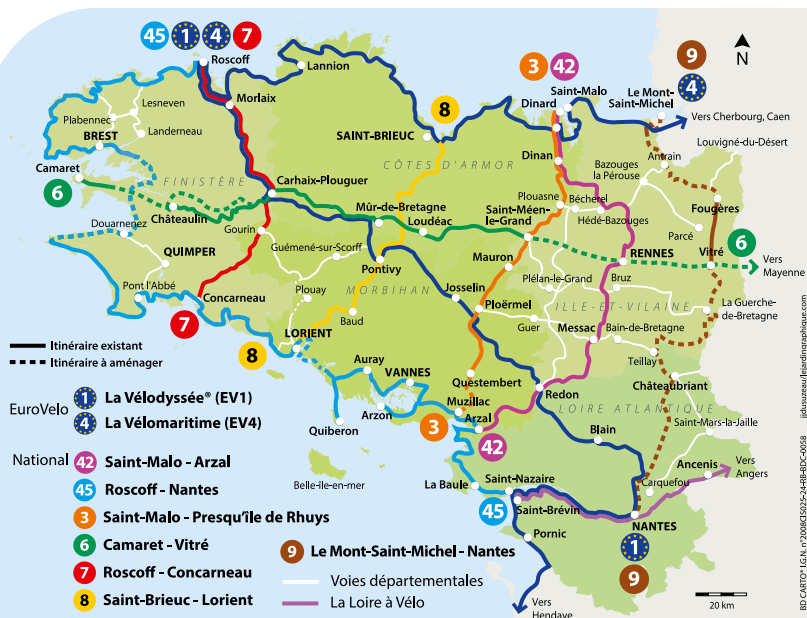 45 1 4 7
Roscoff
Lannion
Morlaix
3 42
Saint-Malo
Dinard
9
4
Le Mont-
Saint-Michel
N
Vers Cherbourg, Caen
Lesneven
Plabennec
BREST
Landerneau
8
SAINT-BRIEUC
CÔTES D'ARMOR
Dinan
Louvigné-du-Désert
Antrain
Bazouges
la Pérouse
Camaret
6
FINISTÈRE
Châteaulin
Carhaix-Plouguer
Mûr-de-Bretagne
Loudéac
Plouasne
Bécherel
Saint-Méen-
le-Grand
Hédé-Bazouges
Fougères
Parcé
Douarnenez
Gourin
Guémené-sur-Scorff
RENNES
Vitré
6
Vers
Mayenne
QUIMPER
Pontivy
Mauron
Plélan-le-Grand
Bruz
Pont l'Abbé
Concarneau
7
Plouay
MORBIHAN
Josselin
Ploërmel
ILLE-ET-VILAINE
La Guerche-
de-Bretagne
Baud
Guer
Messac
Bain-de-Bretagne
LORIENT
8
Teillay
Itinéraire existant
Itinéraire à aménager
Auray
VANNES
Questembert
Redon
Châteaubriant
LOIRE ATLANTIQUE
Arzon
Muzillac
Arzal
3
42
Quiberon
Blain
Saint-Mars-la-Jaille
Belle-île-en-mer
Ancenis
Vers
Angers
La Baule
Saint-Nazaire
Carquefou
45
Saint-Brévin
NANTES
1
9
Pornic
Vers
Hendaye
EuroVelo
1 La Vélodyssée® (EV1)
4 La Vélomaritime (EV4)
National
42 Saint-Malo - Arzal
45 Roscoff - Nantes
3 Saint-Malo - Presqu'île de Rhuys
6 Camaret - Vitré
7 Roscoff - Concarneau
8 Saint-Brieuc - Lorient
9 Le Mont-Saint-Michel - Nantes
Voies départementales
La Loire à Vélo
20 km